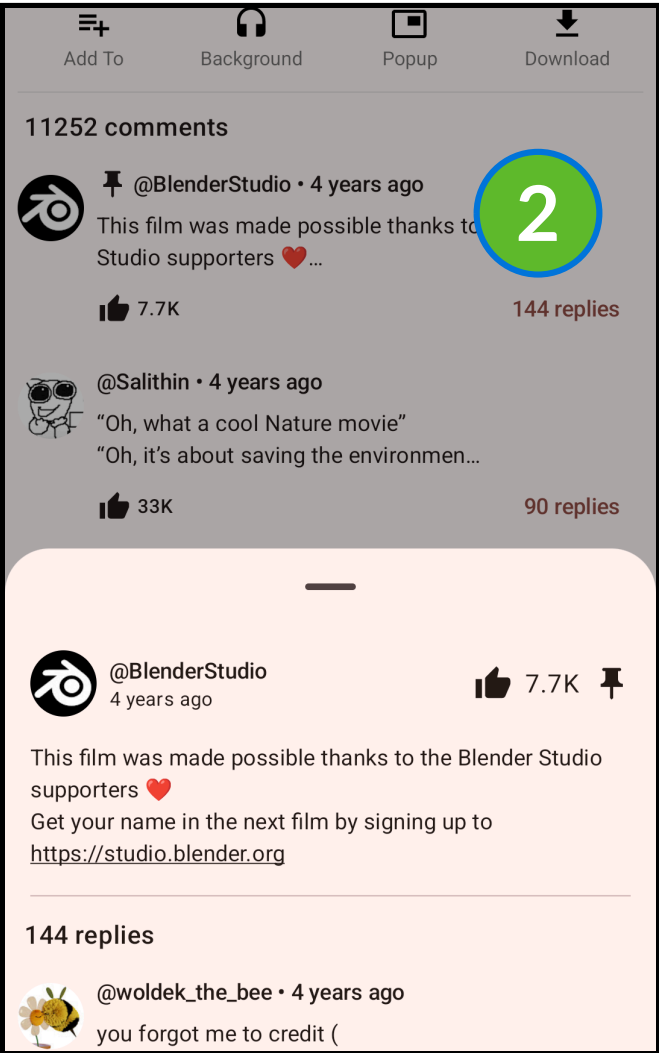 Add To
Background
Popup
Download
11252 comments
@BlenderStudio • 4 years ago
2
This film was made possible thanks to
Studio supporters ❤️…
7.7K
144 replies
@Salithin • 4 years ago
“Oh, what a cool Nature movie”
“Oh, it’s about saving the environmen…
33K
90 replies
@BlenderStudio
4 years ago
7.7K
This film was made possible thanks to the Blender Studio
supporters ❤️
Get your name in the next film by signing up to
https://studio.blender.org
144 replies
@woldek_the_bee • 4 years ago
you forgot me to credit (